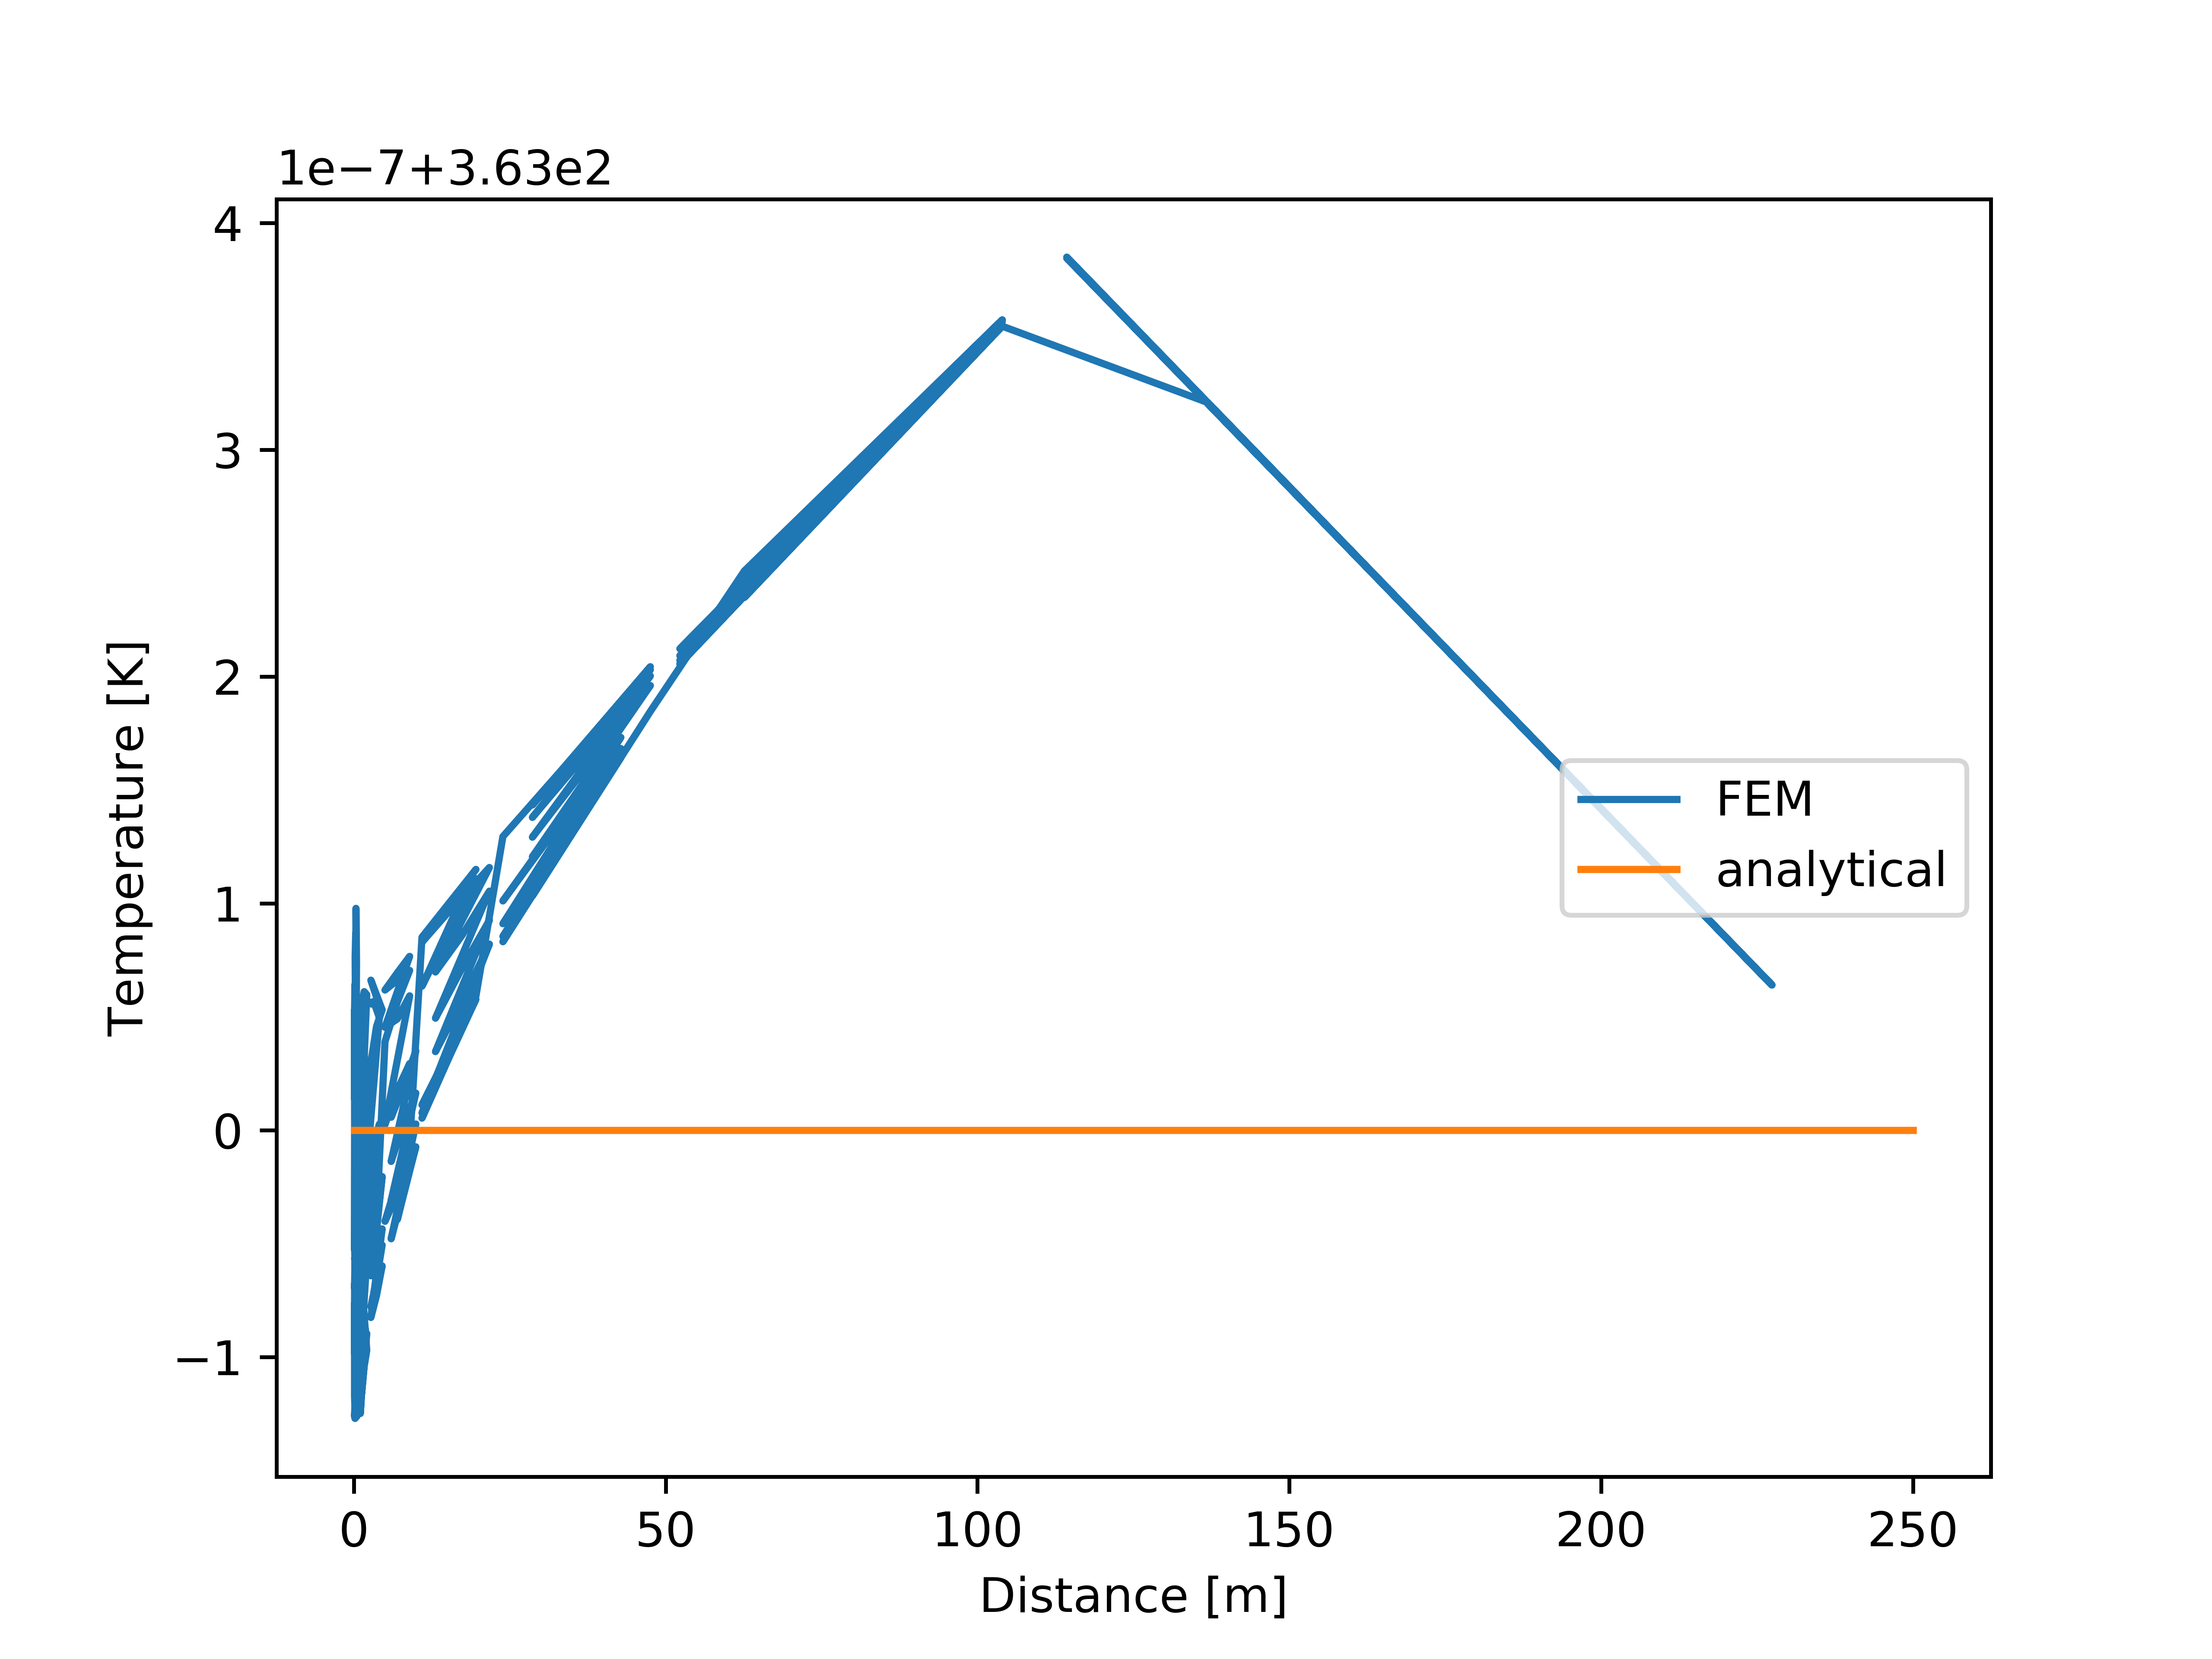 1e−7+3.63e2
4
3
2
1
0
−1
Temperature [K]
FEM
analytical
0 50 100 150 200 250
Distance [m]